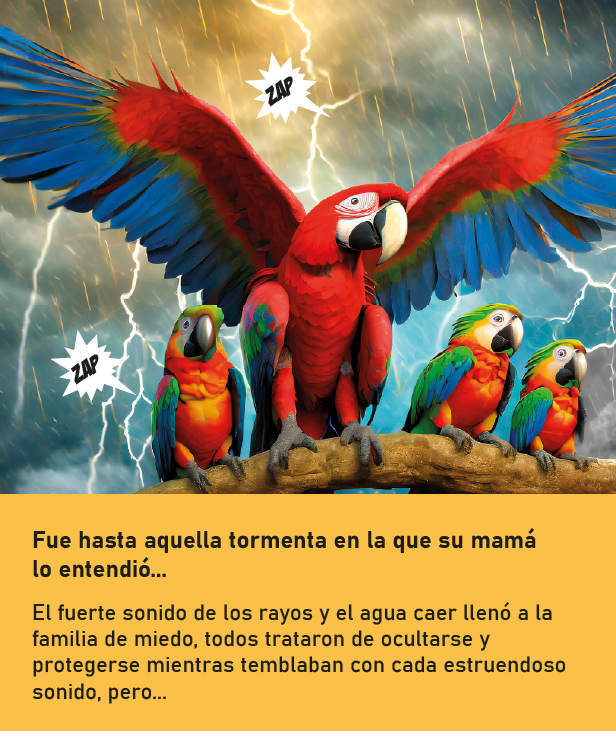 ZAP
ZAP
Fue hasta aquella tormenta en la que su mamá
lo entendió...
El fuerte sonido de los rayos y el agua caer llenó a la
familia de miedo, todos trataron de ocultarse y
protegerse mientras temblaban con cada estruendoso
sonido, pero...